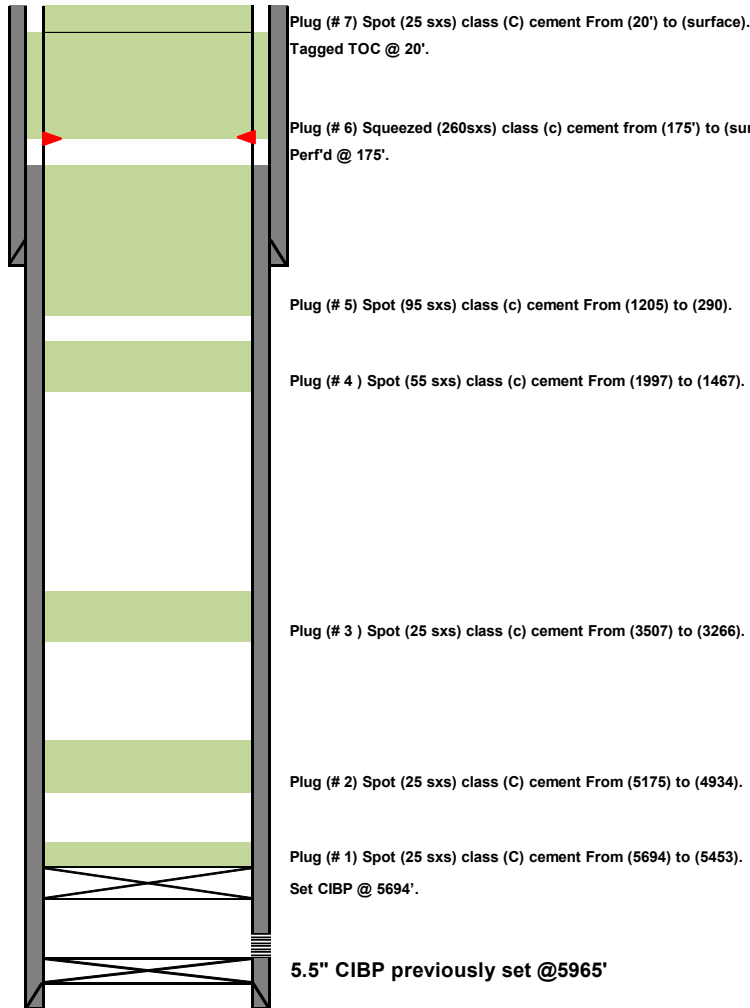 Plug (# 7) Spot (25 sxs) class (C) cement From (20') to (surface).
Tagged TOC @ 20'.
Plug (# 6) Squeezed (260sxs) class (c) cement from (175') to (sur
Perf'd @ 175'.
Plug (# 5) Spot (95 sxs) class (c) cement From (1205) to (290).
Plug (# 4 ) Spot (55 sxs) class (c) cement From (1997) to (1467).
Plug (# 3 ) Spot (25 sxs) class (c) cement From (3507) to (3266).
Plug (# 2) Spot (25 sxs) class (C) cement From (5175) to (4934).
Plug (# 1) Spot (25 sxs) class (C) cement From (5694) to (5453).
Set CIBP @ 5694’.
5.5" CIBP previously set @5965'